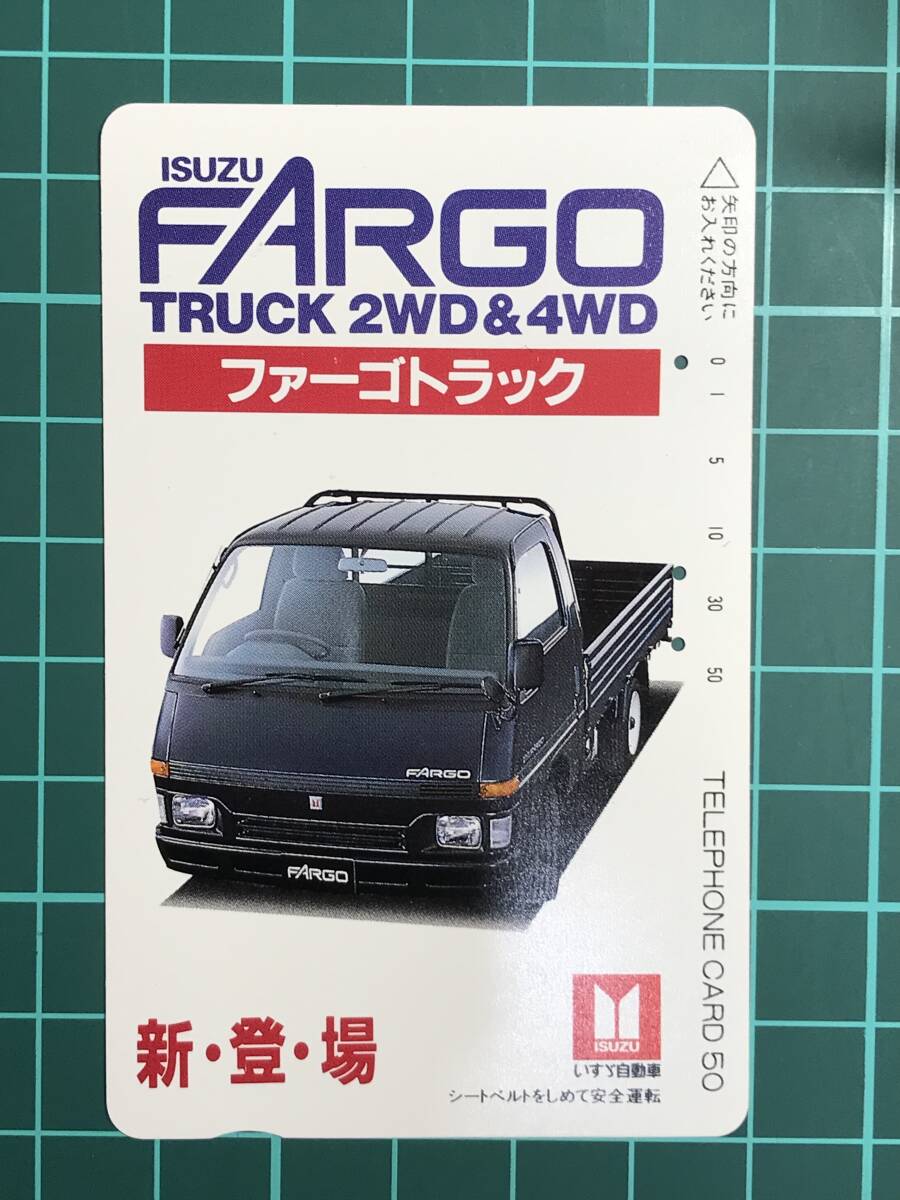 ISUZU
FARGO
TRUCK 2WD&4WD
ファーゴトラック
FARGO
FARGO
新・登・場
ISUZU
いすゞ自動車
シートベルトをしめて安全運転
矢印の方向に
お入れください
0 1 5 10 30 50
TELEPHONE CARD 50